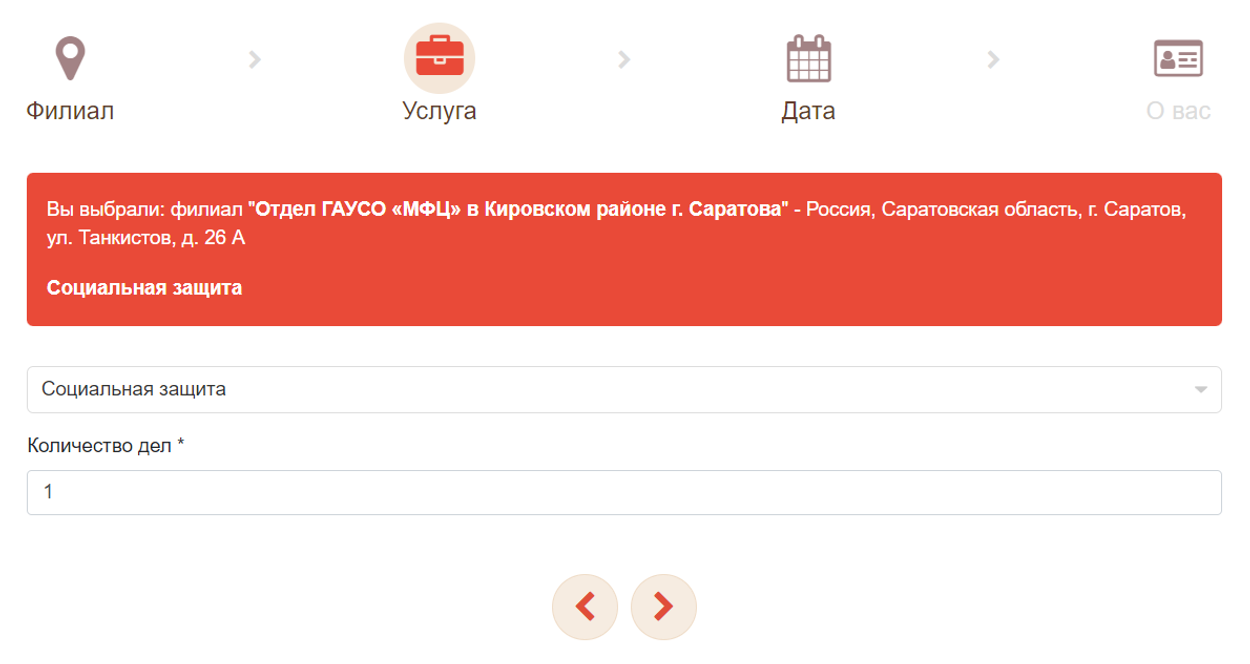 Филиал
Услуга
Дата
О вас
Вы выбрали: филиал "Отдел ГАУСО «МФЦ» в Кировском районе г. Саратова" - Россия, Саратовская область, г. Саратов,
ул. Танкистов, д. 26 А
Социальная защита
Социальная защита
Количество дел *
1